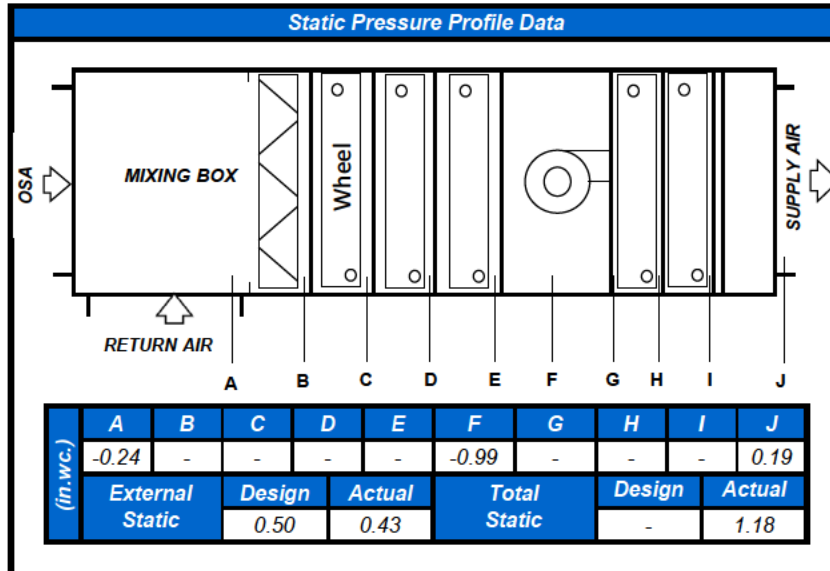 Static Pressure Profile Data
OSA
MIXING BOX
Wheel
SUPPLY AIR
RETURN AIR
A B C D E F G H I J
(in.wc.)
A B C D E F G H I J
-0.24 - - - - -0.99 - - - 0.19
External Static Design Actual Total Static Design Actual
0.50 0.43 - 1.18